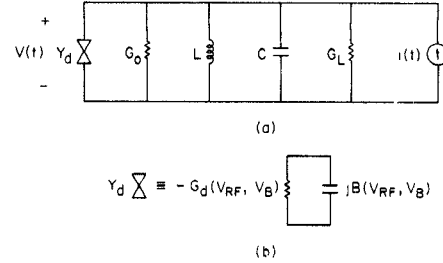 +
V(t) Y_d G_o L C G_L i(t)
-
(a)
Y_d ≡ - G_d (V_RF, V_B) jB(V_RF, V_B)
(b)